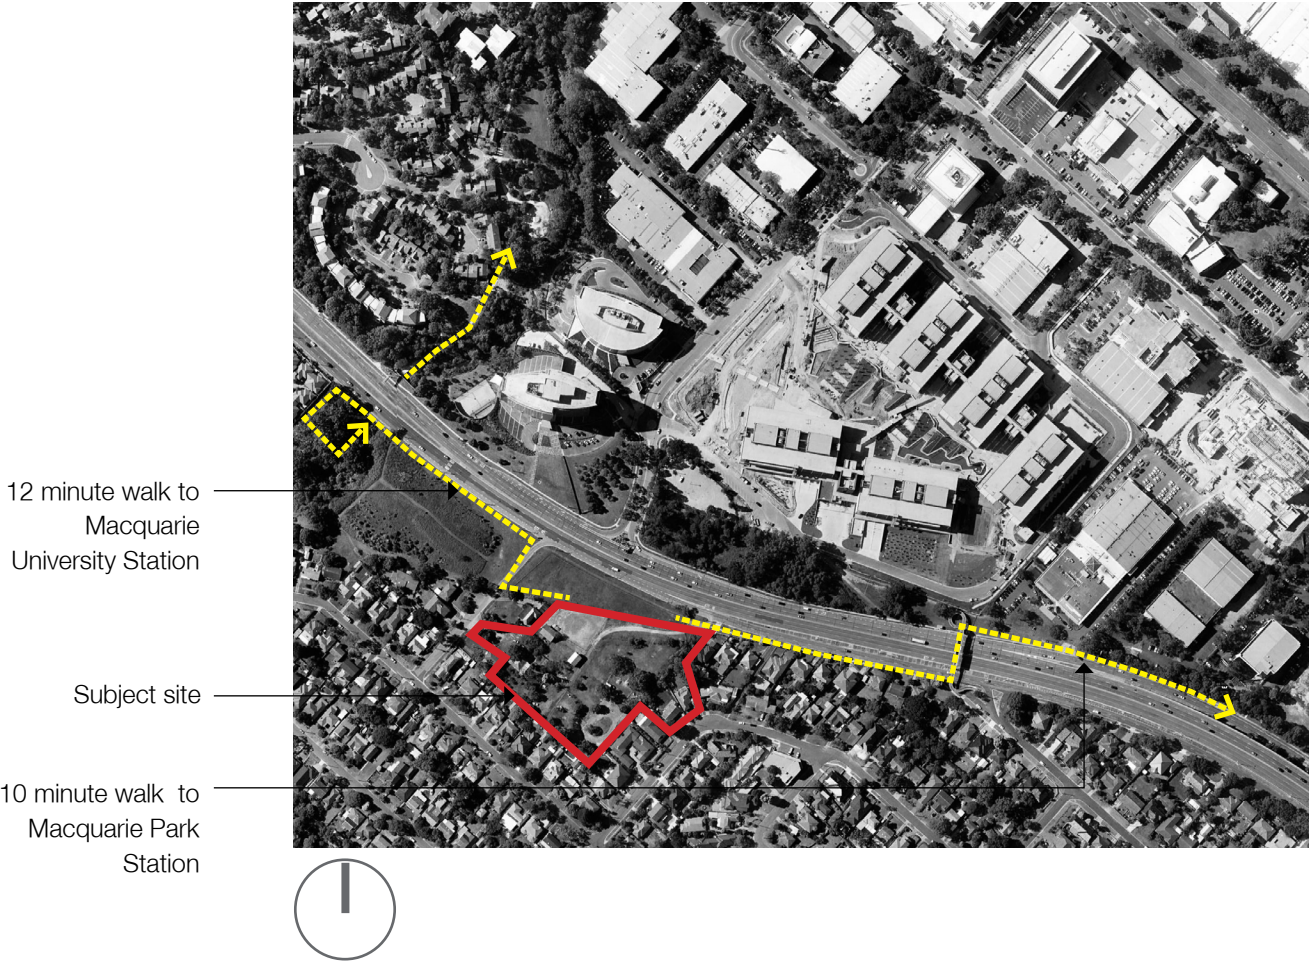 12 minute walk to
Macquarie
University Station
Subject site
10 minute walk to
Macquarie Park
Station